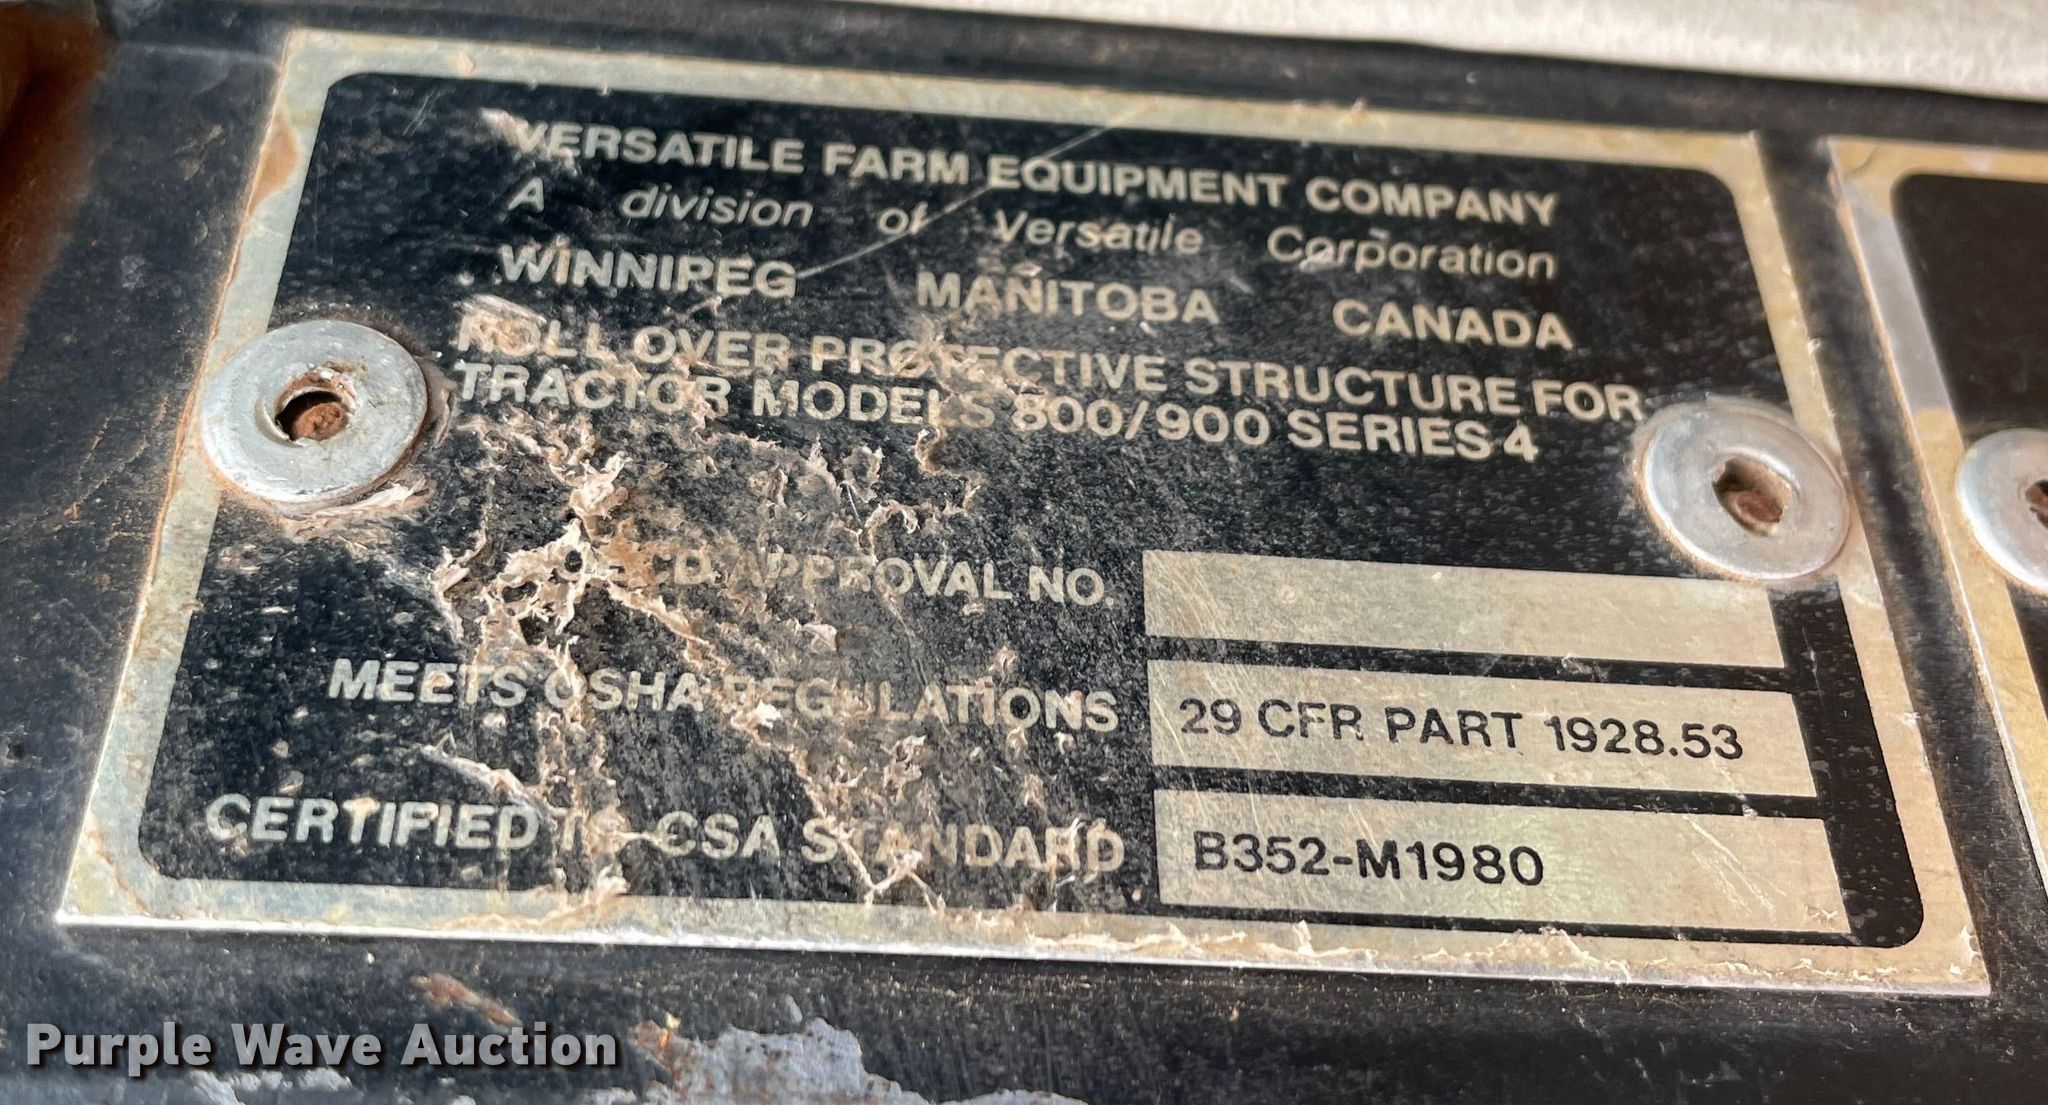 VERSATILE FARM EQUIPMENT COMPANY
A division of Versatile Corporation
WINNIPEG MANITOBA CANADA
ROLL OVER PROTECTIVE STRUCTURE FOR
TRACTOR MODELS 800/900 SERIES 4
APPROVAL NO.
MEETS OSHA REGULATIONS 29 CFR PART 1928.53
CERTIFIED TO CSA STANDARD B352-M1980
Purple Wave Auction